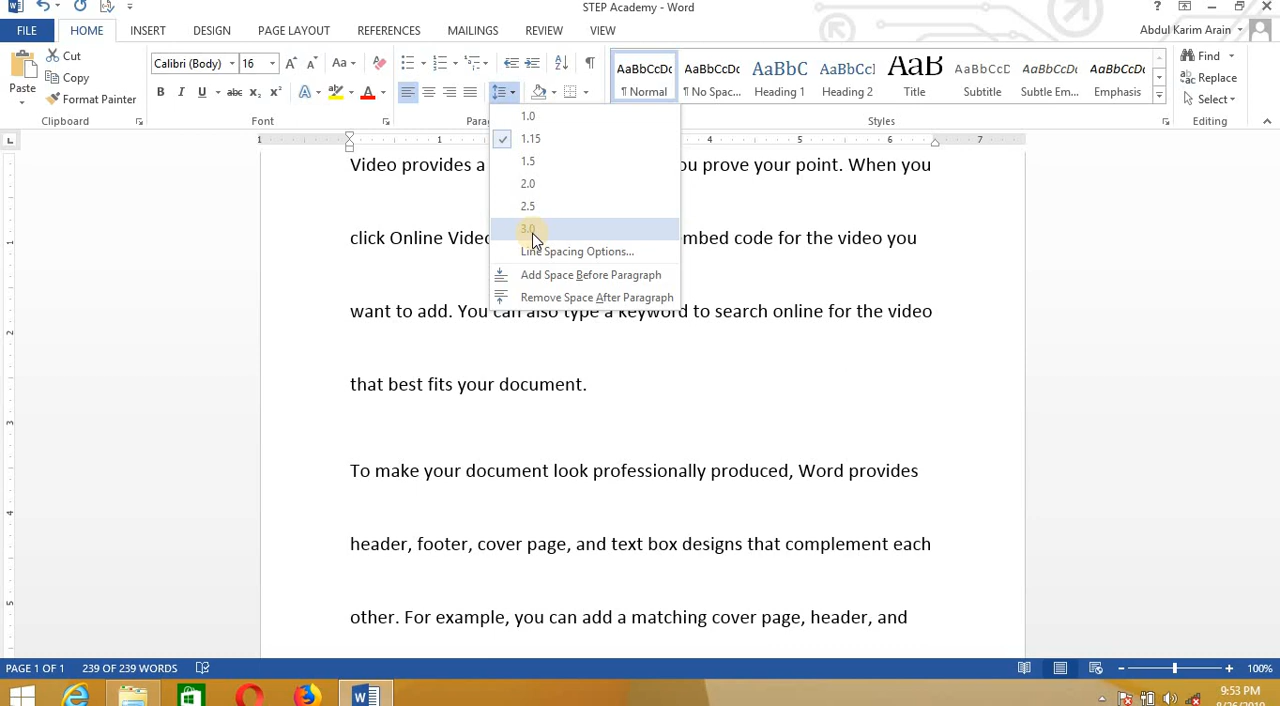 STEP Academy - Word
FILE HOME INSERT DESIGN PAGE LAYOUT REFERENCES MAILINGS REVIEW VIEW Abdul Karim Arain
Cut
Copy
Format Painter
Paste
Clipboard
Calibri (Body) 16
Font
AaBbCcDc AaBbCcDc AaBbC AaBbCcl AaB AaBbCcD AaBbCcDc AaBbCcDc
¶ Normal ¶ No Spac... Heading 1 Heading 2 Title Subtitle Subtle Em... Emphasis
Styles
Find
Replace
Select
Editing
1.0
1.15
1.5
2.0
2.5
3.0
Line Spacing Options...
Add Space Before Paragraph
Remove Space After Paragraph
Video provides a ou prove your point. When you
click Online Video mbed code for the video you
want to add. You can also type a keyword to search online for the video
that best fits your document.
To make your document look professionally produced, Word provides
header, footer, cover page, and text box designs that complement each
other. For example, you can add a matching cover page, header, and
PAGE 1 OF 1 239 OF 239 WORDS 100%
9:53 PM